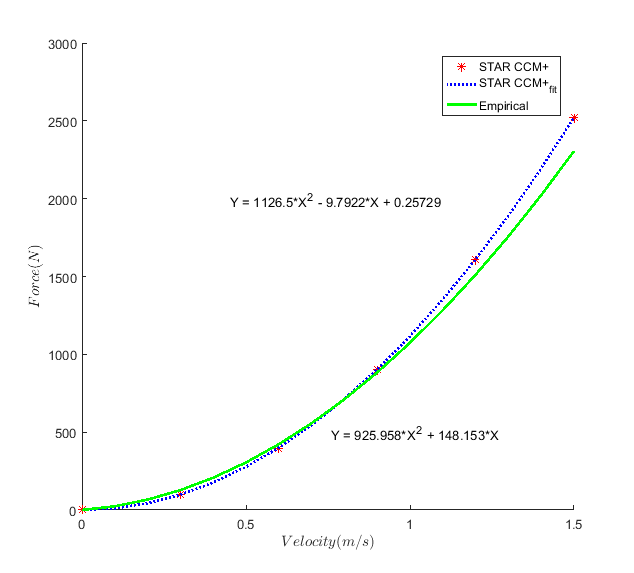 3000
STAR CCM+
STAR CCM+fit
Empirical
2500
Y = 1126.5*X2 - 9.7922*X + 0.25729
2000
1500
Force(N)
1000
Y = 925.958*X2 + 148.153*X
500
0
0 0.5 1 1.5
Velocity(m/s)